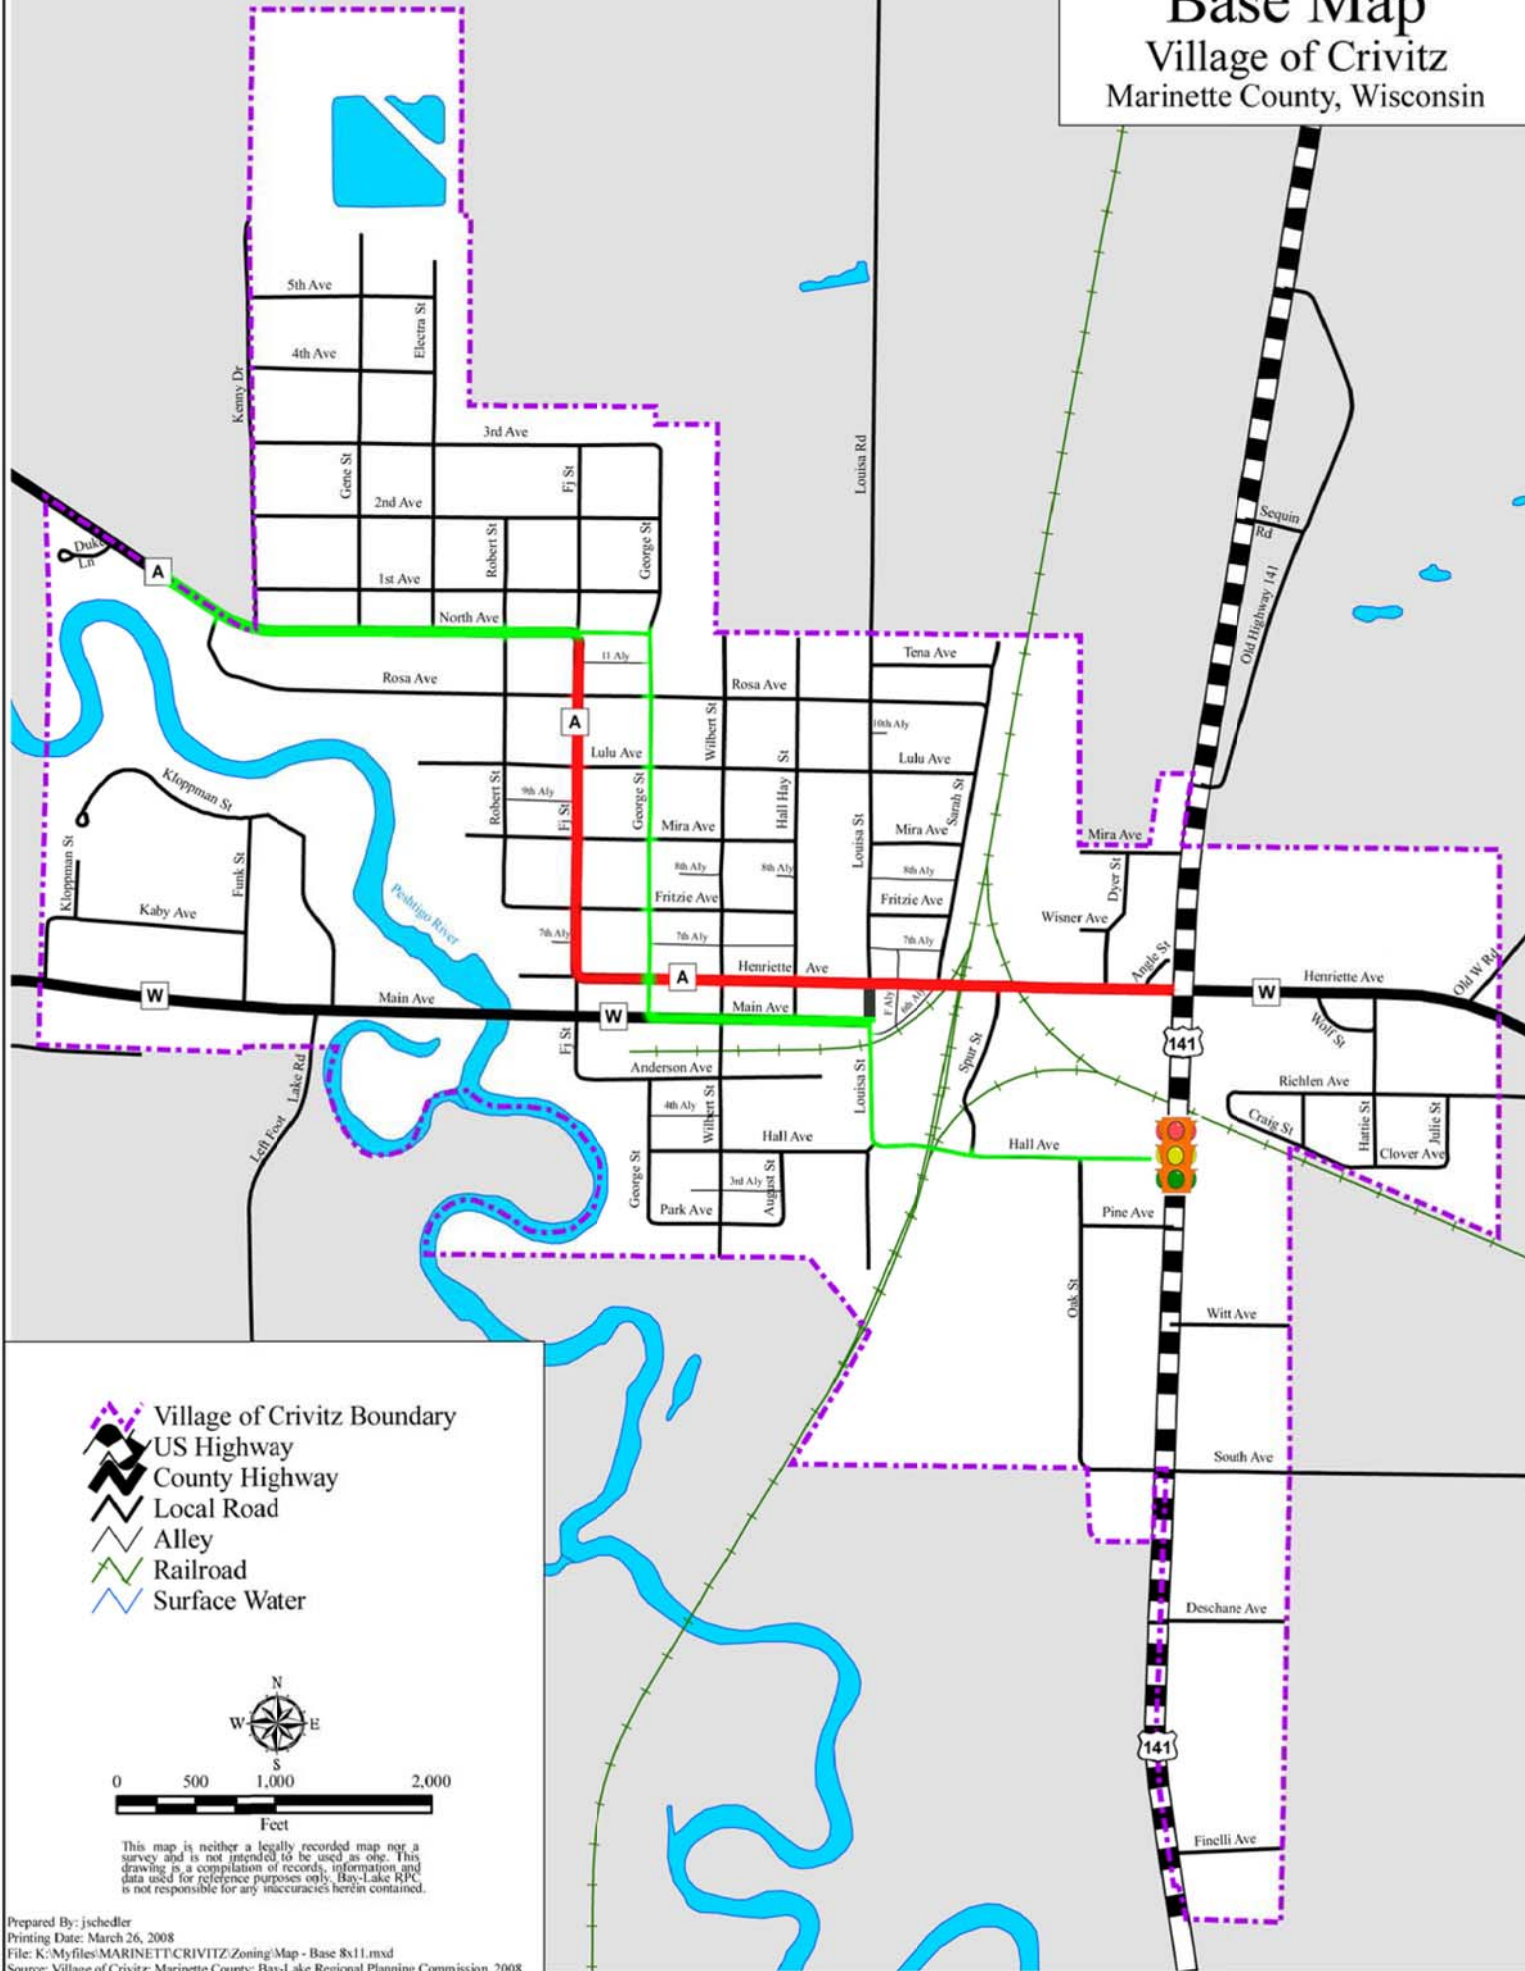 Base Map
Village of Crivitz
Marinette County, Wisconsin
5th Ave
Electra St
4th Ave
Kenny Dr
3rd Ave
Louisa Rd
Gene St
Fj St
2nd Ave
Robert St
George St
Sequin
Rd
Duke
Ln
A
1st Ave
Old Highway 141
North Ave
11 Aly
Tena Ave
Rosa Ave
Rosa Ave
A
Wilbert St
10th Aly
Lulu Ave
St
Lulu Ave
Kloppman St
Robert St
9th Aly
Fj St
George St
Hall Hay
Sarah St
Mira Ave
Louisa St
Mira Ave
Mira Ave
Kloppman St
Funk St
8th Aly
8th Aly
8th Aly
Dyer St
Peshtigo River
Fritzie Ave
Fritzie Ave
Kaby Ave
Wisner Ave
7th Aly
7th Aly
7th Aly
Angle St
Henriette Ave
A
Henriette Ave
Old W Rd
W
W
Main Ave
Main Ave
F Aly
6th Aly
W
Wolf St
Fj St
Spur St
141
Lake Rd
Left Foot
Anderson Ave
Louisa St
Richlen Ave
4th Aly
Wilbert St
Craig St
Hattie St
Julie St
Hall Ave
Hall Ave
Clover Ave
George St
3rd Aly
August St
Park Ave
Pine Ave
Oak St
Witt Ave
South Ave
Village of Crivitz Boundary
US Highway
County Highway
Local Road
Alley
Railroad
Surface Water
Deschane Ave
N
W E
S
141
0 500 1,000 2,000
Feet
Finelli Ave
This map is neither a legally recorded map nor a
survey and is not intended to be used as one. This
drawing is a compilation of records, information and
data used for reference purposes only. Bay-Lake RPC
is not responsible for any inaccuracies herein contained.
Prepared By: jschedler
Printing Date: March 26, 2008
File: K:\Myfiles\MARINETT\CRIVITZ\Zoning\Map - Base 8x11.mxd
Source: Village of Crivitz; Marinette County; Bay-Lake Regional Planning Commission, 2008